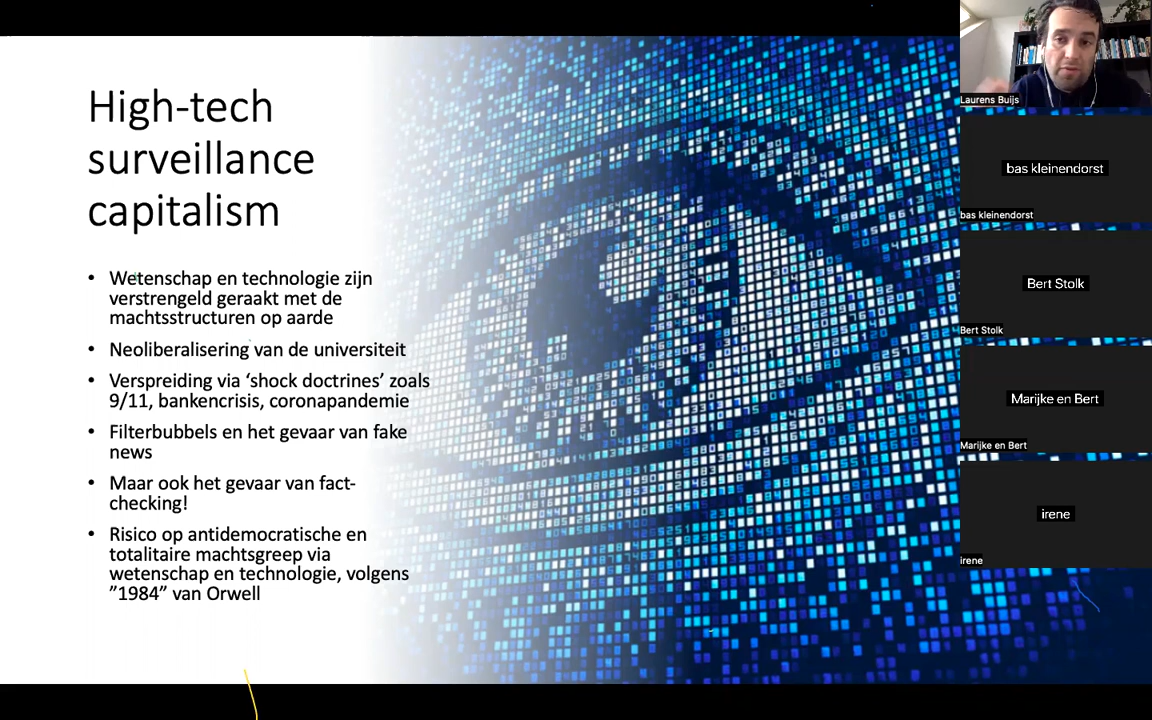 High-tech
surveillance
capitalism
• Wetenschap en technologie zijn
verstrengeld geraakt met de
machtsstructuren op aarde
• Neoliberalisering van de universiteit
• Verspreiding via ‘shock doctrines’ zoals
9/11, bankencrisis, coronapandemie
• Filterbubbels en het gevaar van fake
news
• Maar ook het gevaar van fact-
checking!
• Risico op antidemocratische en
totalitaire machtsgreep via
wetenschap en technologie, volgens
”1984” van Orwell
Laurens Buijs
bas kleinendorst
bas kleinendorst
Bert Stolk
Bert Stolk
Marijke en Bert
Marijke en Bert
irene
irene